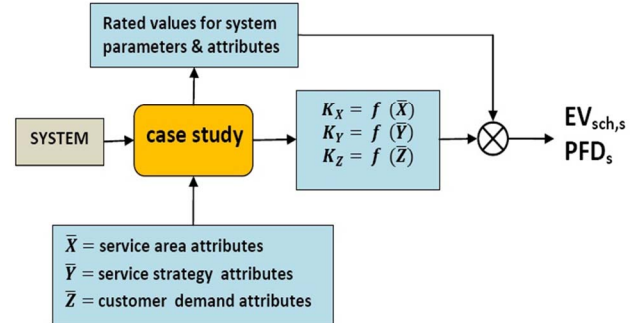 Rated values for system
parameters & attributes
SYSTEM
case study
K_X = f (X̅)
K_Y = f (Y̅)
K_Z = f (Z̅)
EV_sch,s
PFD_s
X̅ = service area attributes
Y̅ = service strategy attributes
Z̅ = customer demand attributes